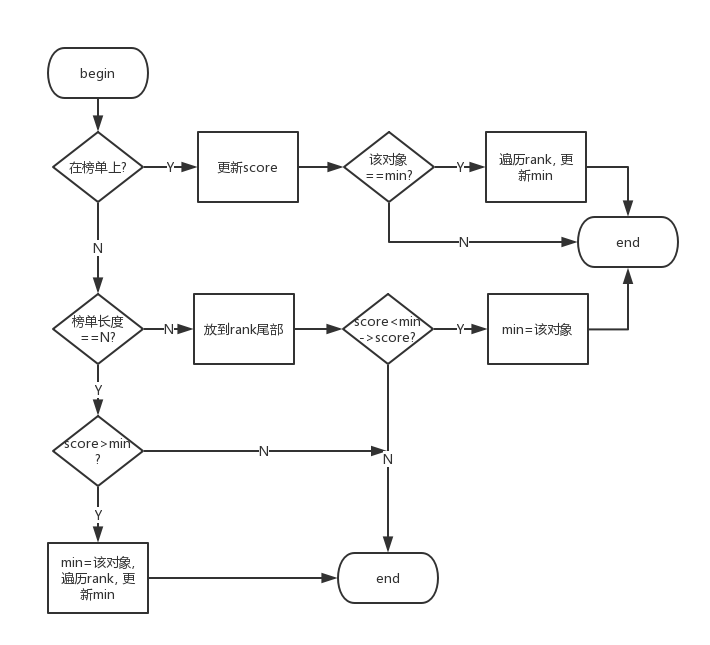 begin
在榜单上?
Y
更新score
该对象
==min?
Y
遍历rank, 更
新min
N
end
N
榜单长度
==N?
N
放到rank尾部
score<min
->score?
Y
min=该对象
Y
score>min
?
N
N
Y
min=该对象,
遍历rank, 更
新min
end